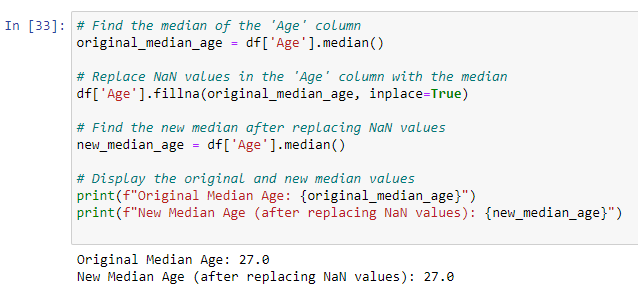 In [33]: # Find the median of the 'Age' column
original_median_age = df['Age'].median()
# Replace NaN values in the 'Age' column with the median
df['Age'].fillna(original_median_age, inplace=True)
# Find the new median after replacing NaN values
new_median_age = df['Age'].median()
# Display the original and new median values
print(f"Original Median Age: {original_median_age}")
print(f"New Median Age (after replacing NaN values): {new_median_age}")
Original Median Age: 27.0
New Median Age (after replacing NaN values): 27.0